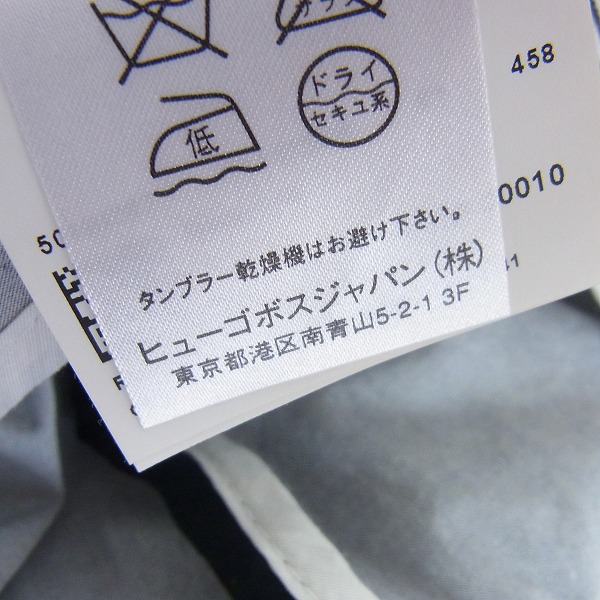 ドライ
セキユ系
低
タンブラー乾燥機はお避け下さい。
ヒューゴボスジャパン(株)
東京都港区南青山5-2-1 3F
458
0010
41
50